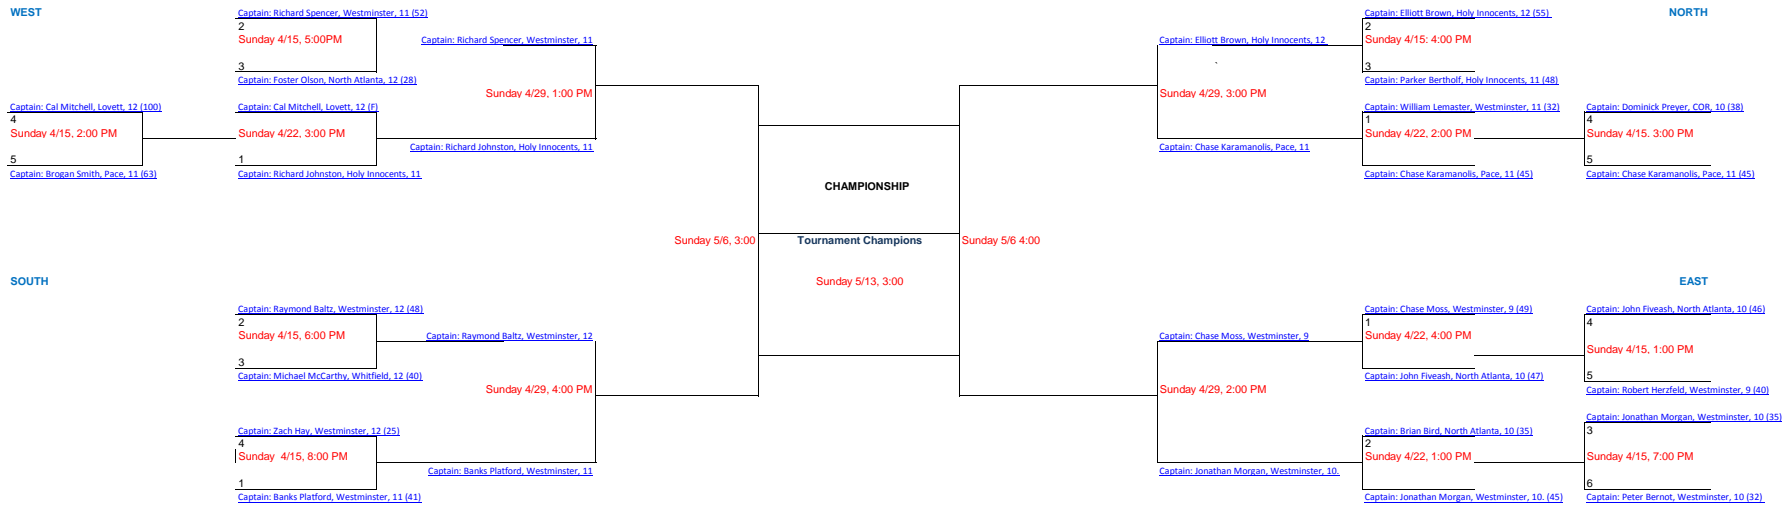 WEST
Captain: Richard Spencer, Westminster, 11 (52)
2
Sunday 4/15, 5:00PM
3
Captain: Foster Olson, North Atlanta, 12 (28)
Captain: Richard Spencer, Westminster, 11
Sunday 4/29, 1:00 PM
Captain: Cal Mitchell, Lovett, 12 (100)
4
Sunday 4/15, 2:00 PM
5
Captain: Brogan Smith, Pace, 11 (63)
Captain: Cal Mitchell, Lovett, 12 (F)
Sunday 4/22, 3:00 PM
1
Captain: Richard Johnston, Holy Innocents, 11
Captain: Richard Johnston, Holy Innocents, 11
NORTH
Captain: Elliott Brown, Holy Innocents, 12 (55)
2
Sunday 4/15: 4:00 PM
3
Captain: Parker Bertholf, Holy Innocents, 11 (48)
Captain: Elliott Brown, Holy Innocents, 12
`
Sunday 4/29, 3:00 PM
Captain: William Lemaster, Westminster, 11 (32)
1
Sunday 4/22, 2:00 PM
Captain: Chase Karamanolis, Pace, 11 (45)
Captain: Dominick Preyer, COR, 10 (38)
4
Sunday 4/15. 3:00 PM
5
Captain: Chase Karamanolis, Pace, 11 (45)
Captain: Chase Karamanolis, Pace, 11
CHAMPIONSHIP
Sunday 5/6, 3:00
Tournament Champions
Sunday 5/6 4:00
Sunday 5/13, 3:00
SOUTH
Captain: Raymond Baltz, Westminster, 12 (48)
2
Sunday 4/15, 6:00 PM
3
Captain: Michael McCarthy, Whitfield, 12 (40)
Captain: Raymond Baltz, Westminster, 12
Sunday 4/29, 4:00 PM
Captain: Zach Hay, Westminster, 12 (25)
4
Sunday  4/15, 8:00 PM
1
Captain: Banks Platford, Westminster, 11 (41)
Captain: Banks Platford, Westminster, 11
EAST
Captain: Chase Moss, Westminster, 9 (49)
1
Sunday 4/22, 4:00 PM
Captain: John Fiveash, North Atlanta, 10 (47)
Captain: John Fiveash, North Atlanta, 10 (46)
4
Sunday 4/15, 1:00 PM
5
Captain: Robert Herzfeld, Westminster, 9 (40)
Captain: Chase Moss, Westminster, 9
Sunday 4/29, 2:00 PM
Captain: Brian Bird, North Atlanta, 10 (35)
2
Sunday 4/22, 1:00 PM
Captain: Jonathan Morgan, Westminster, 10. (45)
Captain: Jonathan Morgan, Westminster, 10 (35)
3
Sunday 4/15, 7:00 PM
6
Captain: Peter Bernot, Westminster, 10 (32)
Captain: Jonathan Morgan, Westminster, 10.